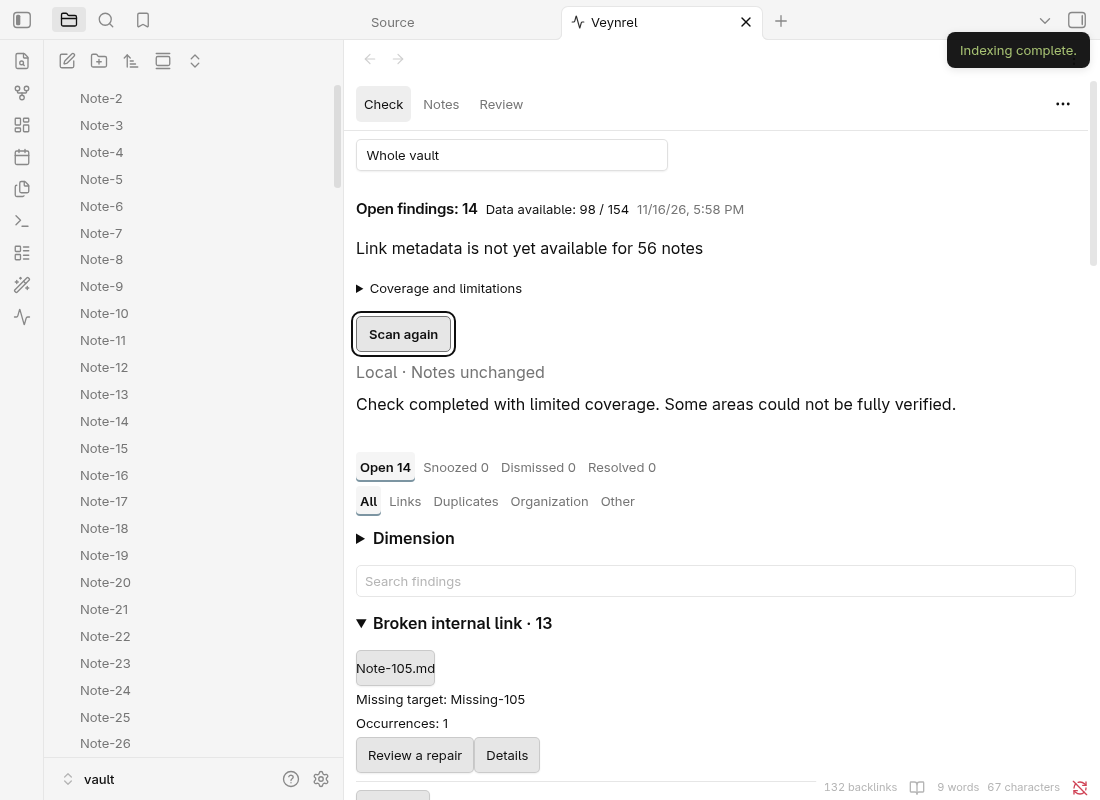 Source
Veynrel
Indexing complete.
Note-2
Note-3
Note-4
Note-5
Note-6
Note-7
Note-8
Note-9
Note-10
Note-11
Note-12
Note-13
Note-14
Note-15
Note-16
Note-17
Note-18
Note-19
Note-20
Note-21
Note-22
Note-23
Note-24
Note-25
Note-26
vault
Check Notes Review
Whole vault
Open findings: 14 Data available: 98 / 154 11/16/26, 5:58 PM
Link metadata is not yet available for 56 notes
Coverage and limitations
Scan again
Local · Notes unchanged
Check completed with limited coverage. Some areas could not be fully verified.
Open 14 Snoozed 0 Dismissed 0 Resolved 0
All Links Duplicates Organization Other
Dimension
Search findings
Broken internal link · 13
Note-105.md
Missing target: Missing-105
Occurrences: 1
Review a repair Details
132 backlinks 9 words 67 characters